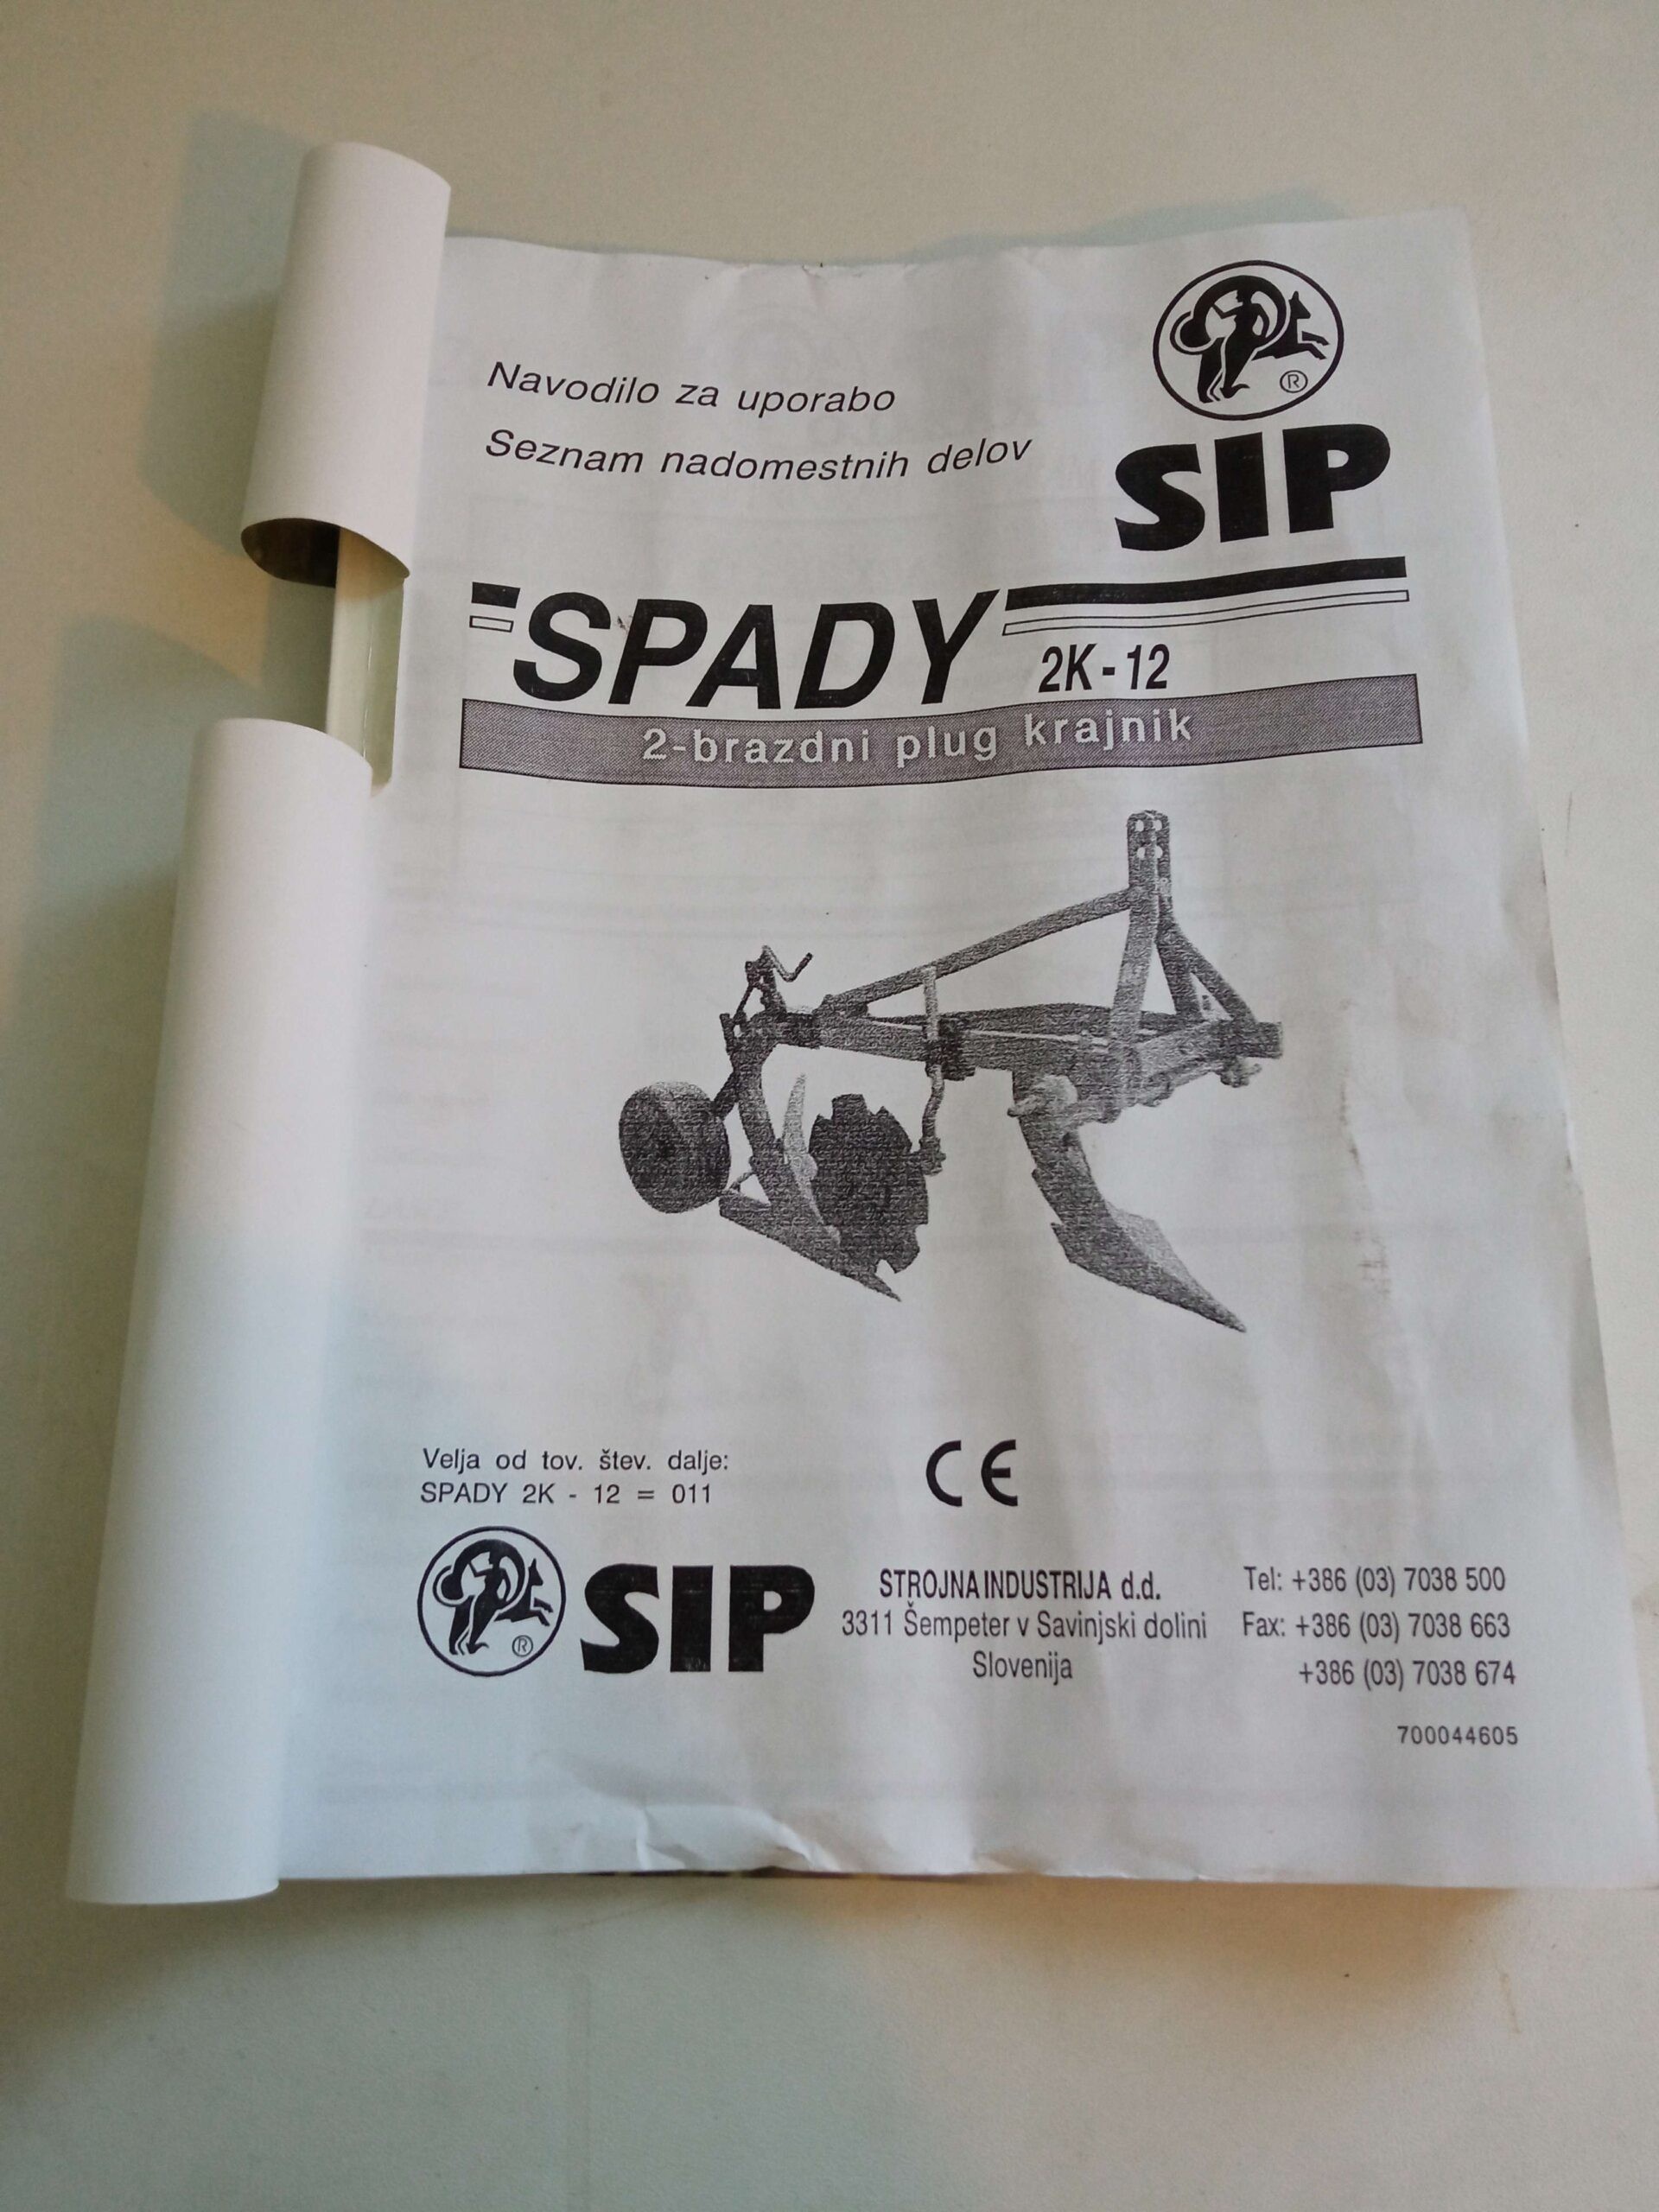 Navodilo za uporabo
Seznam nadomestnih delov
®
SIP
SPADY 2K-12
2-brazdni plug krajnik
Velja od tov. štev. dalje:
SPADY 2K - 12 = 011
CE
®
SIP
STROJNA INDUSTRIJA d.d.
3311 Šempeter v Savinjski dolini
Slovenija
Tel: +386 (03) 7038 500
Fax: +386 (03) 7038 663
+386 (03) 7038 674
700044605